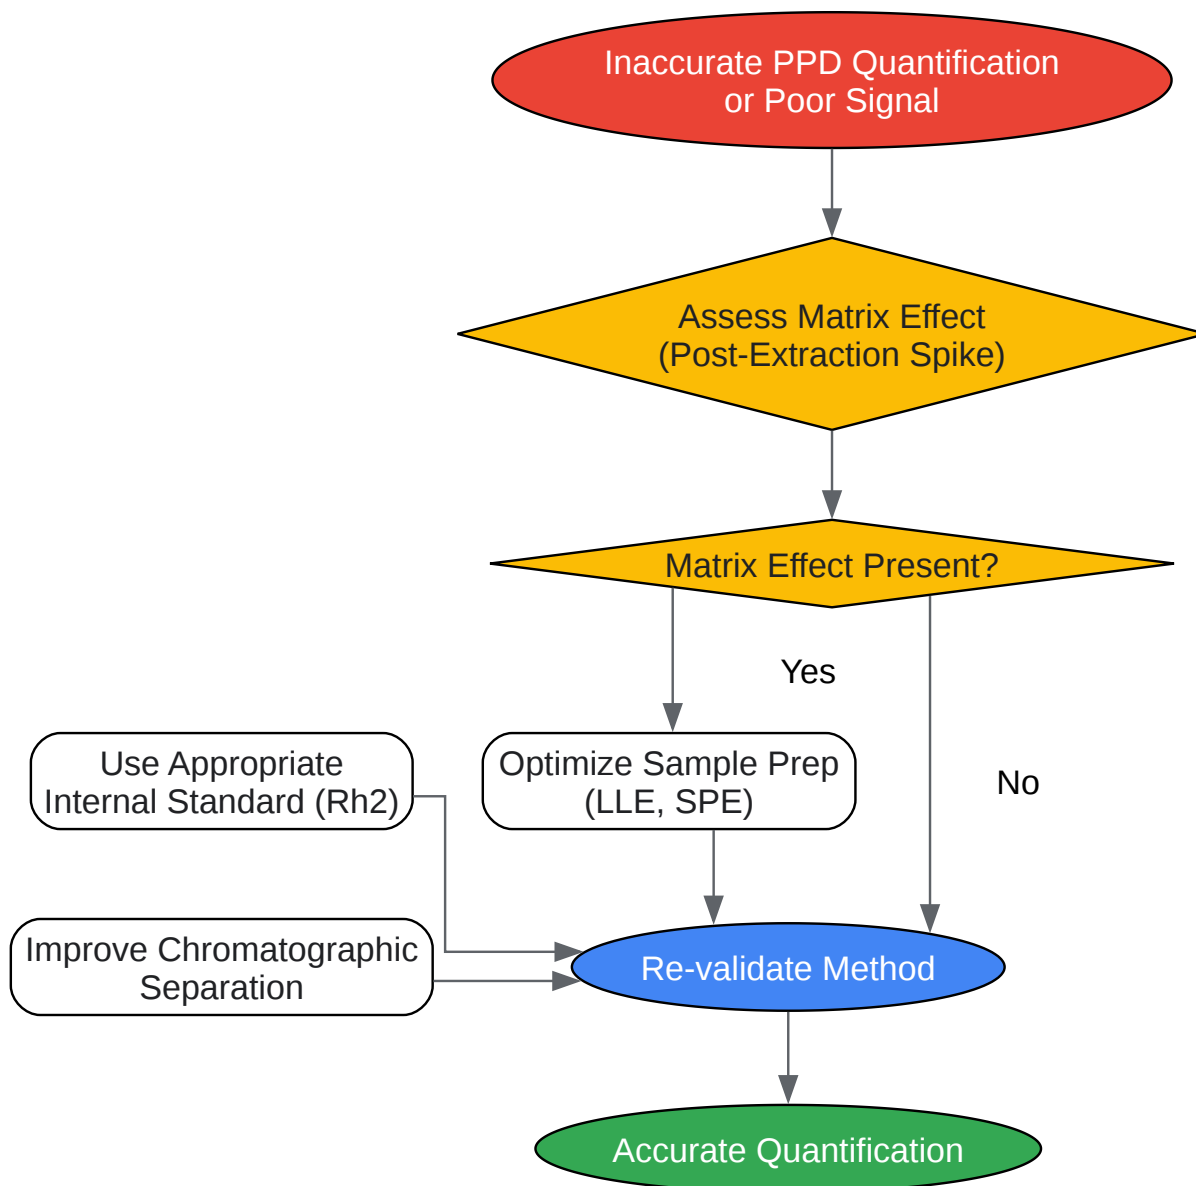 Inaccurate PPD Quantification
or Poor Signal
Assess Matrix Effect
(Post-Extraction Spike)
Matrix Effect Present?
Yes
No
Use Appropriate
Internal Standard (Rh2)
Optimize Sample Prep
(LLE, SPE)
Improve Chromatographic
Separation
Re-validate Method
Accurate Quantification